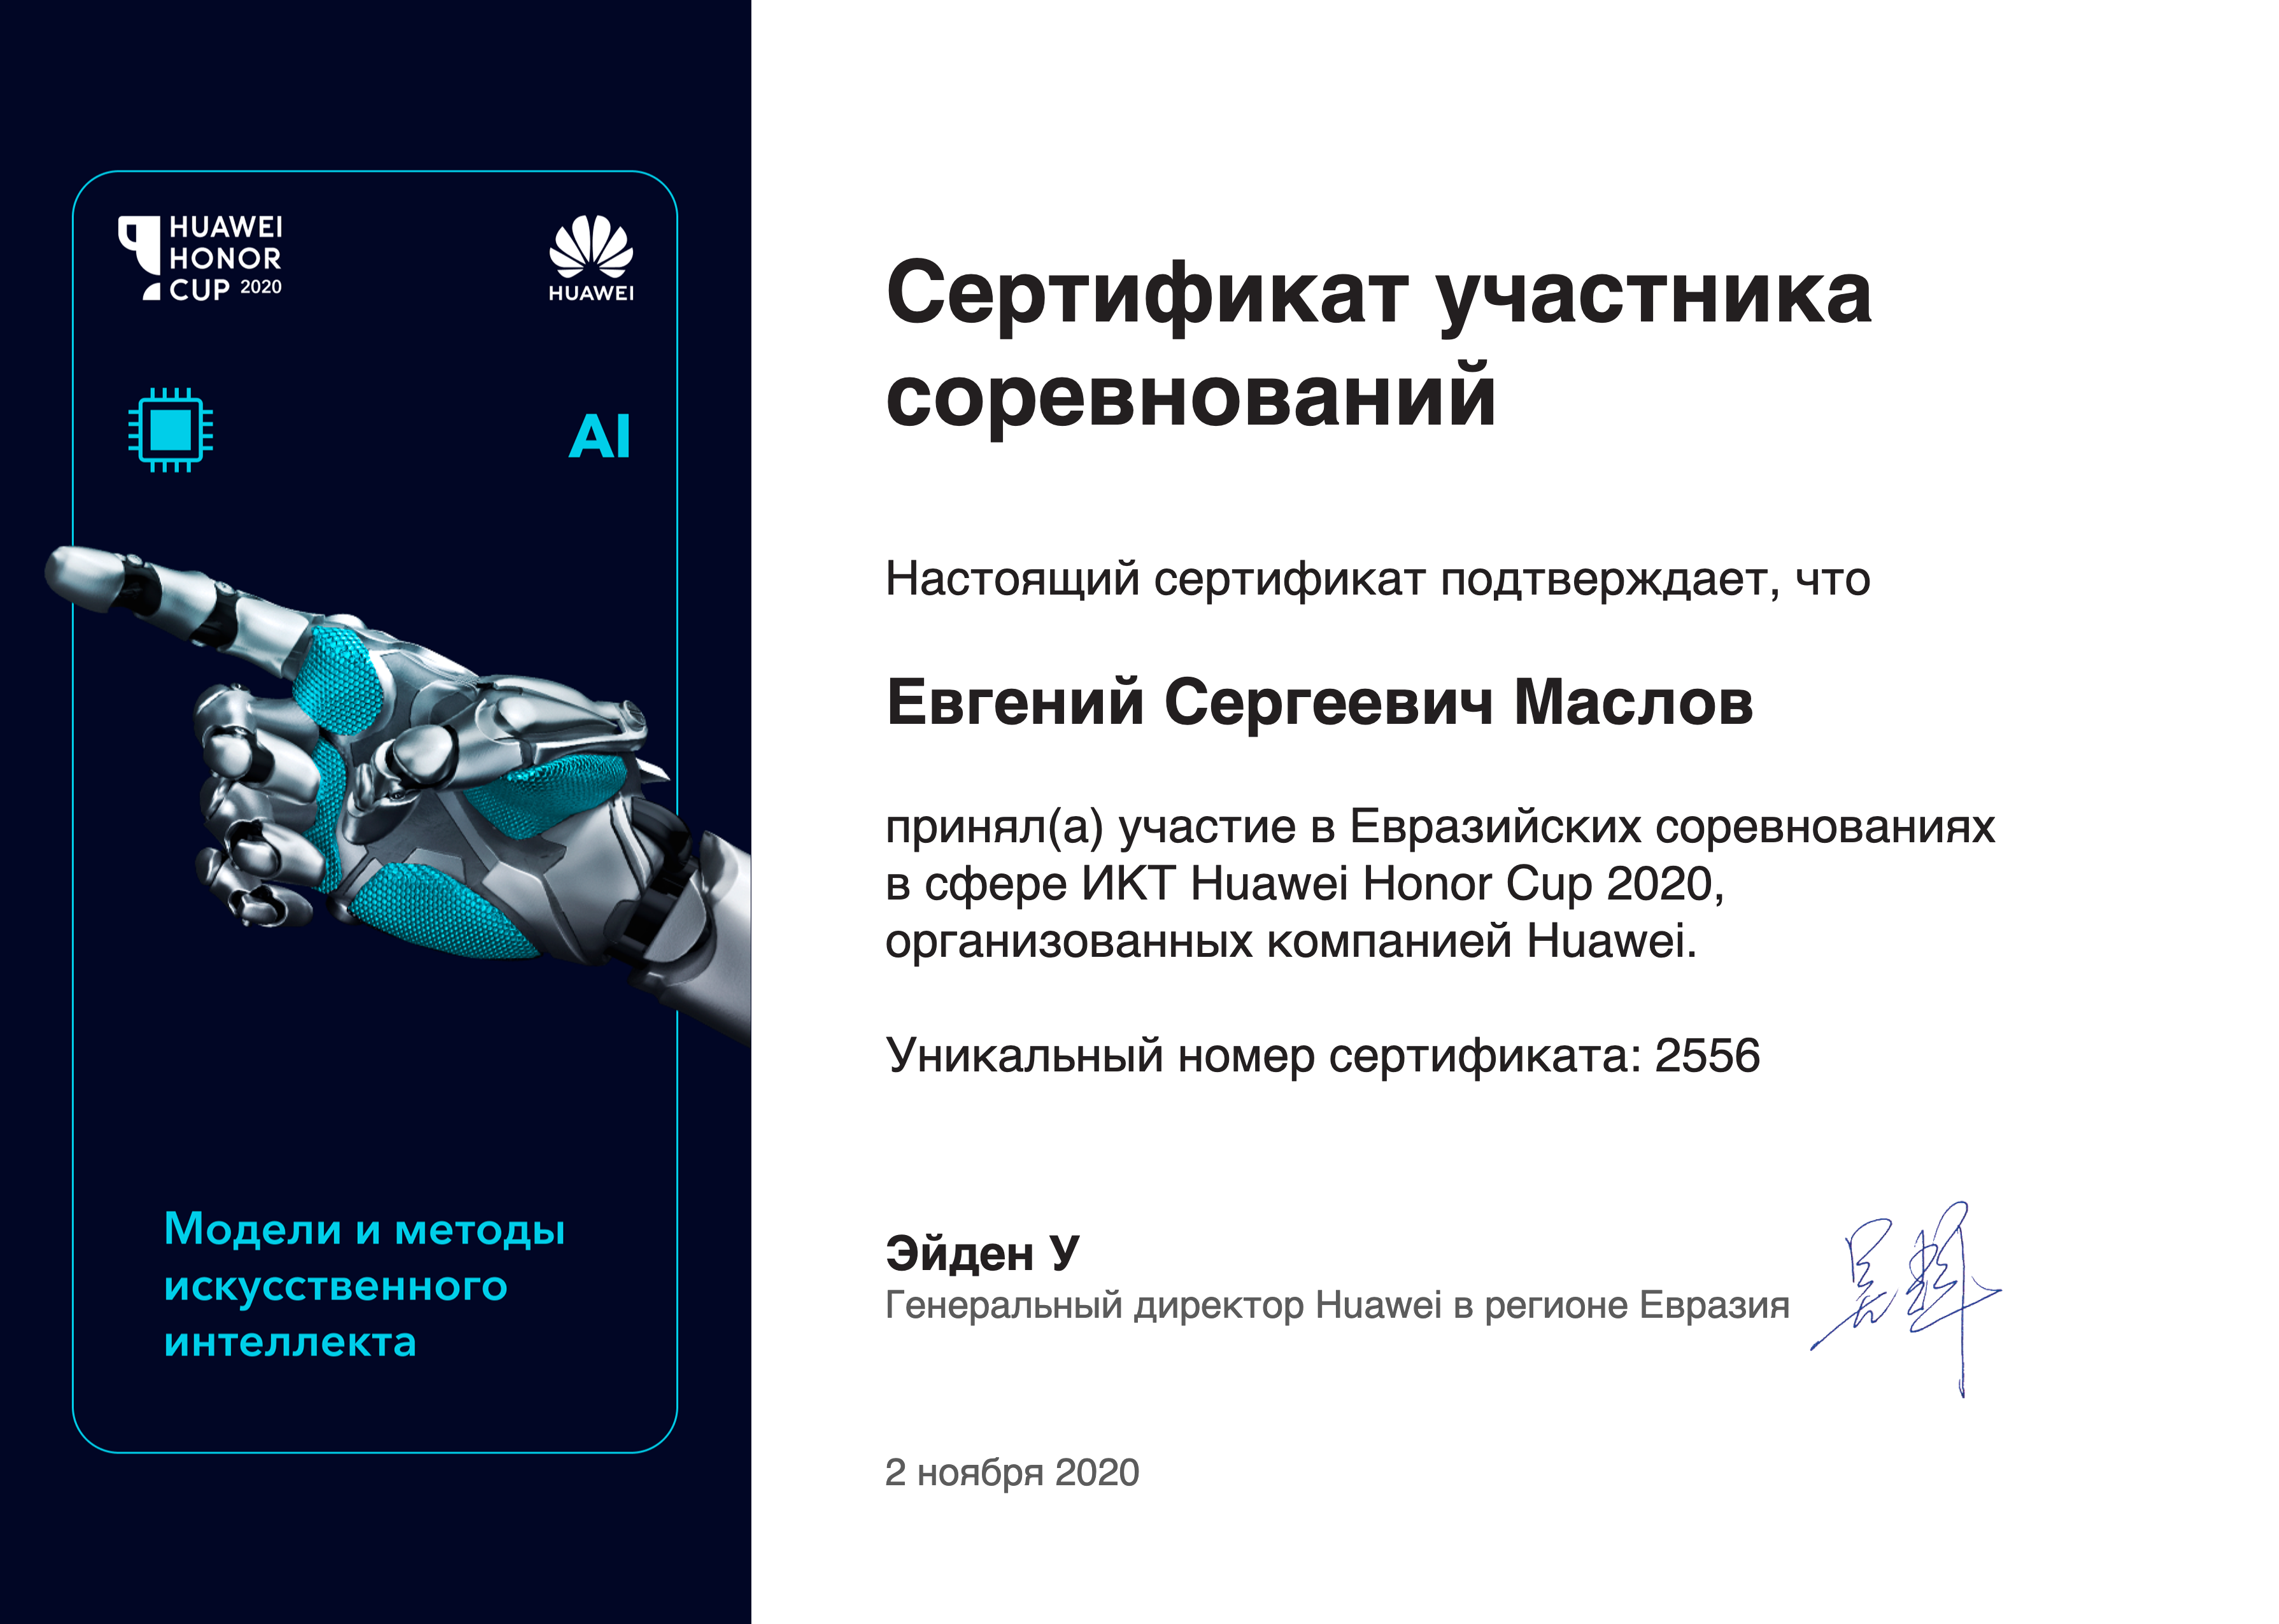 HUAWEI
HONOR
CUP 2020
HUAWEI
AI
Модели и методы
искусственного
интеллекта
Сертификат участника
соревнований
Настоящий сертификат подтверждает, что
Евгений Сергеевич Маслов
принял(а) участие в Евразийских соревнованиях
в сфере ИКТ Huawei Honor Cup 2020,
организованных компанией Huawei.
Уникальный номер сертификата: 2556
Эйден У
Генеральный директор Huawei в регионе Евразия
2 ноября 2020